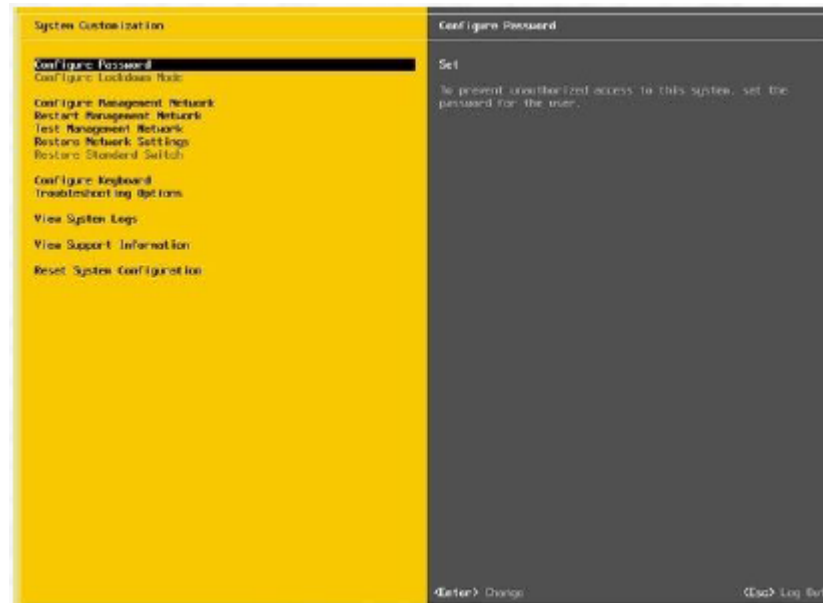 System Customization
Configure Password
Configure Lockdown Mode
Configure Management Network
Restart Management Network
Test Management Network
Restore Network Settings
Restore Standard Switch
Configure Keyboard
Troubleshooting Options
View System Logs
View Support Information
Reset System Configuration
Configure Password
Set
To prevent unauthorized access to this system, set the
password for the user.
<Enter> Change
<Esc> Log Out